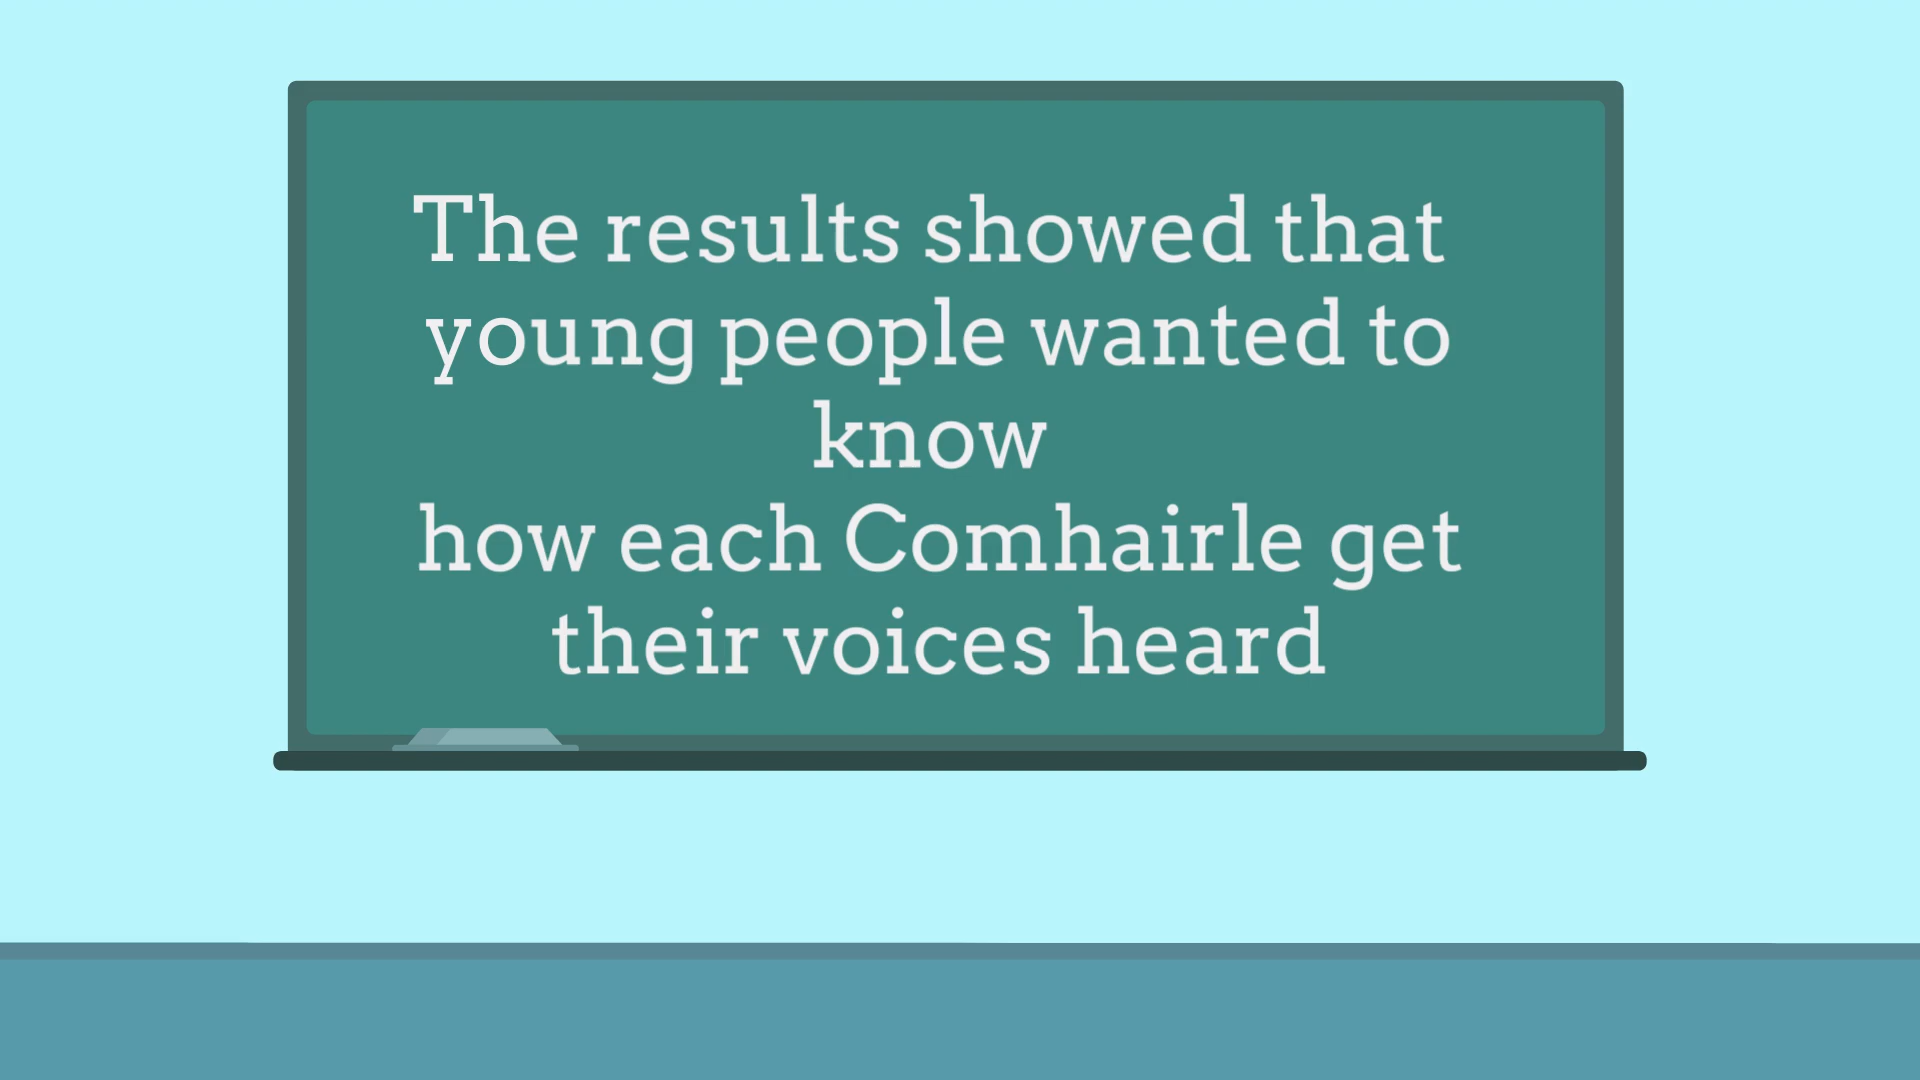 The results showed that
young people wanted to
know
how each Comhairle get
their voices heard